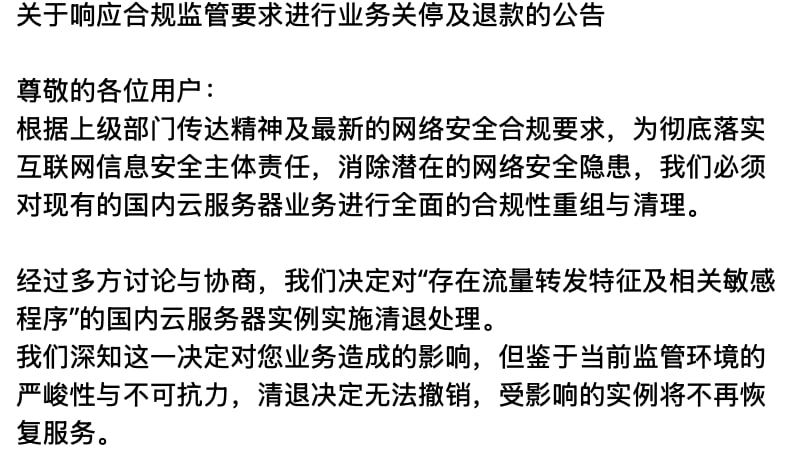 关于响应合规监管要求进行业务关停及退款的公告
尊敬的各位用户：
根据上级部门传达精神及最新的网络安全合规要求，为彻底落实
互联网信息安全主体责任，消除潜在的网络安全隐患，我们必须
对现有的国内云服务器业务进行全面的合规性重组与清理。
经过多方讨论与协商，我们决定对“存在流量转发特征及相关敏感
程序”的国内云服务器实例实施清退处理。
我们深知这一决定对您业务造成的影响，但鉴于当前监管环境的
严峻性与不可抗力，清退决定无法撤销，受影响的实例将不再恢
复服务。